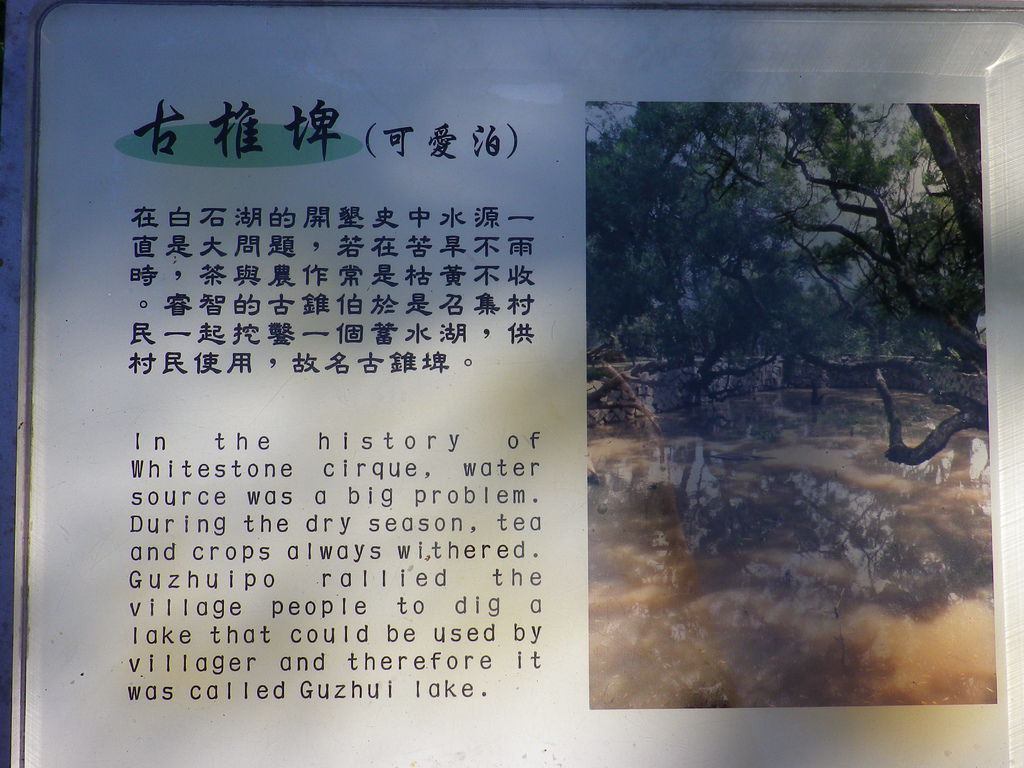 古椎埤(可愛泊)
在白石湖的開墾史中水源一
直是大問題，若在苦旱不雨
時，茶與農作常是枯黃不收
。睿智的古錐伯於是召集村
民一起挖鑿一個蓄水湖，供
村民使用，故名古錐埤。
In the history of
Whitestone cirque, water
source was a big problem.
During the dry season, tea
and crops always withered.
Guzhuipo rallied the
village people to dig a
lake that could be used by
villager and therefore it
was called Guzhui lake.